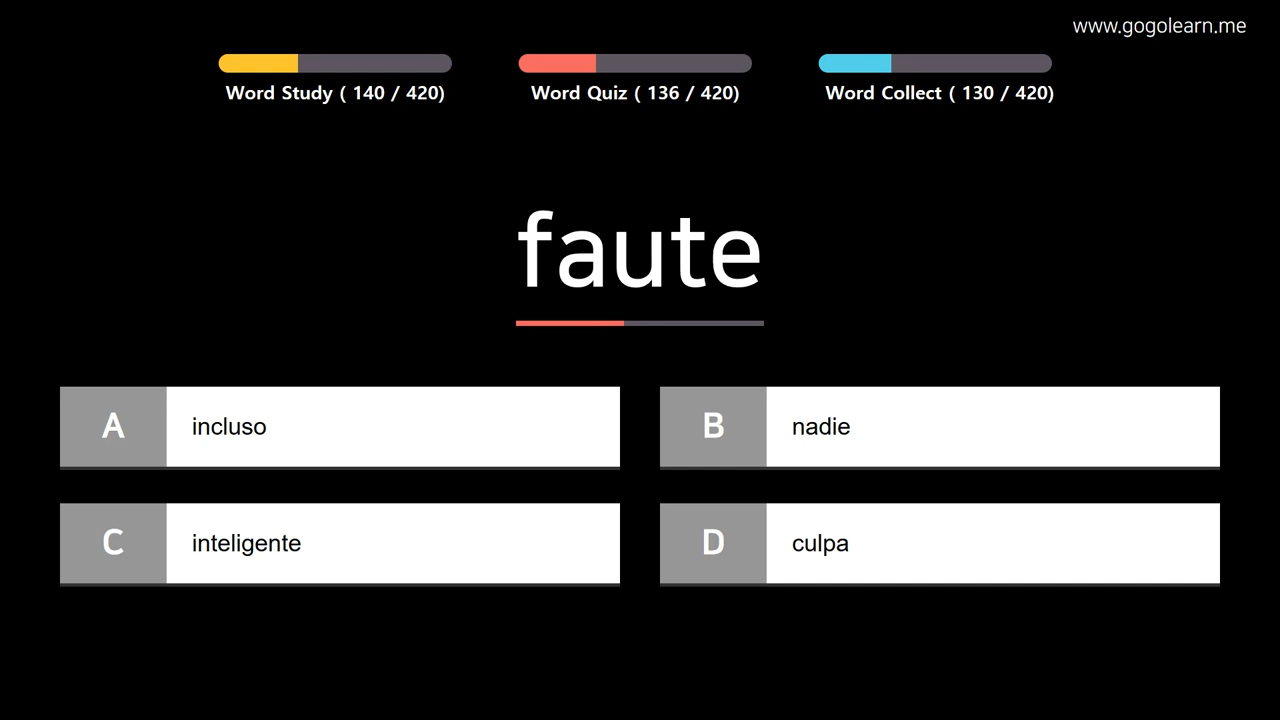 www.gogolearn.me
Word Study ( 140 / 420)
Word Quiz ( 136 / 420)
Word Collect ( 130 / 420)
faute
A incluso
B nadie
C inteligente
D culpa